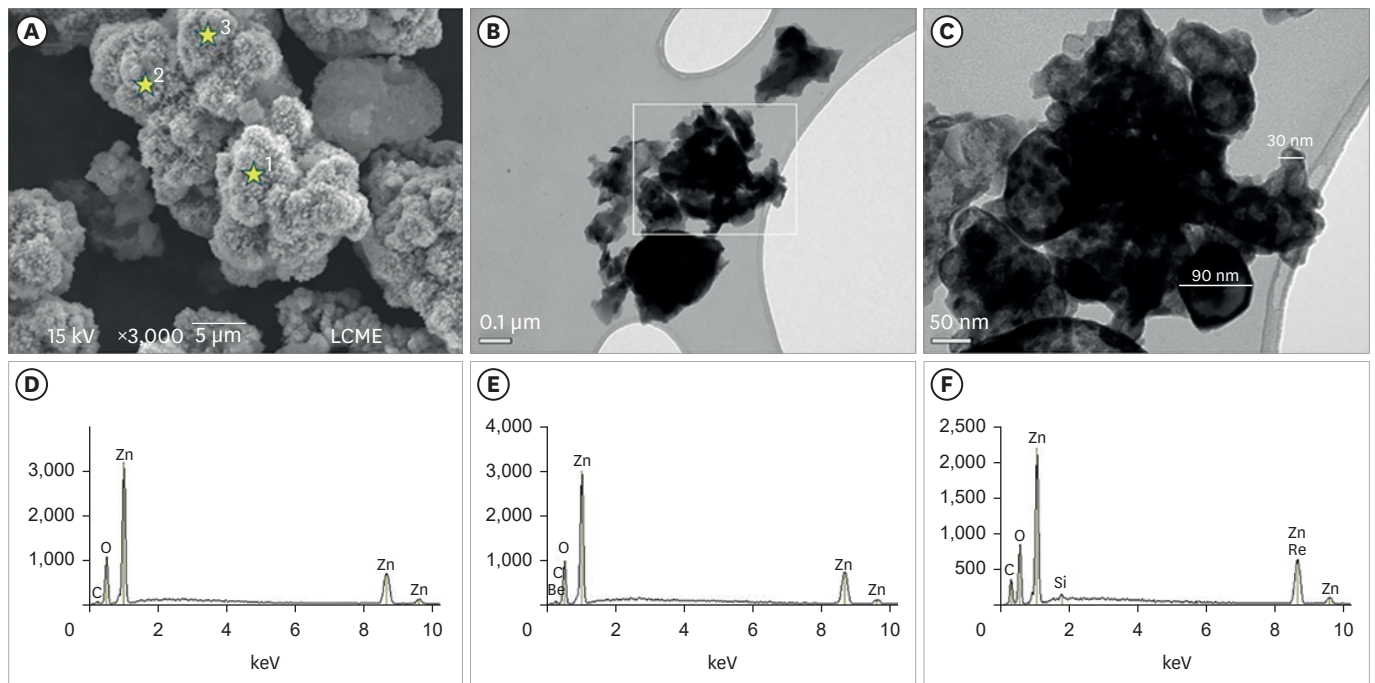 A
3
2
1
15 kV ×3,000 5 µm LCME
B
0.1 µm
C
30 nm
90 nm
50 nm
D
3,000
2,000
1,000
Zn
O
C
Zn
Zn
0 2 4 6 8 10
keV
E
4,000
3,000
2,000
1,000
Zn
O
C
Be
Zn
Zn
0 2 4 6 8 10
keV
F
2,500
2,000
1,500
1,000
500
Zn
O
C
Si
Zn
Re
Zn
0 2 4 6 8 10
keV